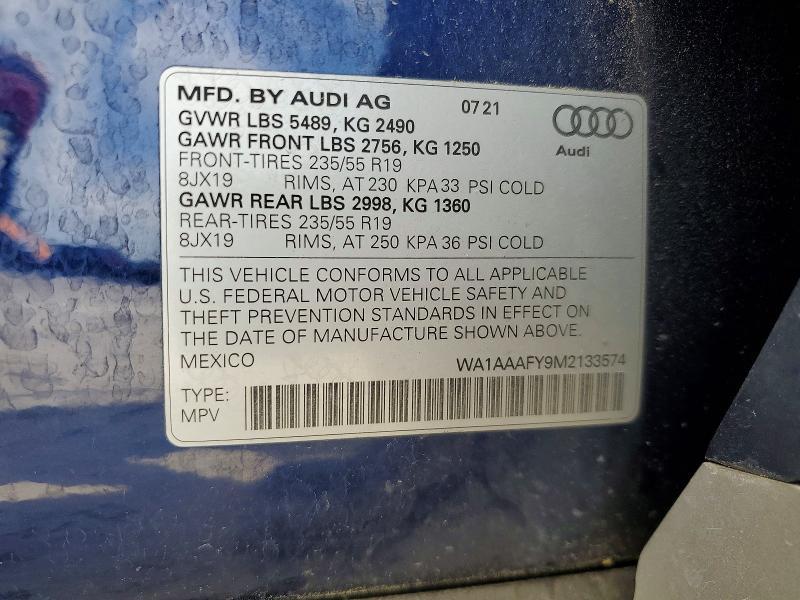 MFD. BY AUDI AG 07 21
GVWR LBS 5489, KG 2490
GAWR FRONT LBS 2756, KG 1250
Audi
FRONT-TIRES 235/55 R19
8JX19 RIMS, AT 230 KPA 33 PSI COLD
GAWR REAR LBS 2998, KG 1360
REAR-TIRES 235/55 R19
8JX19 RIMS, AT 250 KPA 36 PSI COLD
THIS VEHICLE CONFORMS TO ALL APPLICABLE
U.S. FEDERAL MOTOR VEHICLE SAFETY AND
THEFT PREVENTION STANDARDS IN EFFECT ON
THE DATE OF MANUFACTURE SHOWN ABOVE.
MEXICO WA1AAAFY9M2133574
TYPE:
MPV